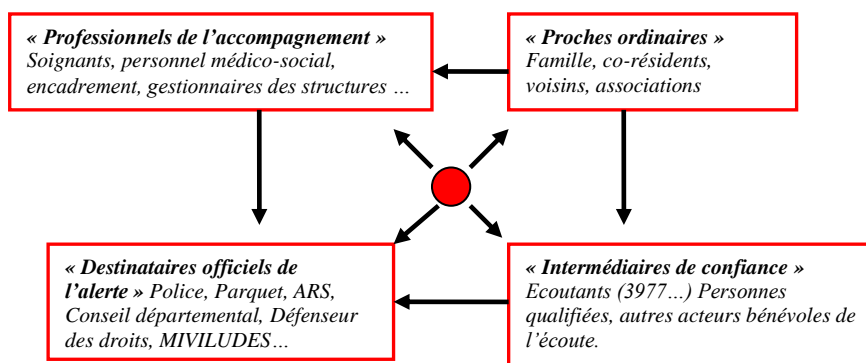 « Professionnels de l’accompagnement »
Soignants, personnel médico-social,
encadrement, gestionnaires des structures …
« Proches ordinaires »
Famille, co-résidents,
voisins, associations
« Destinataires officiels de
l’alerte » Police, Parquet, ARS,
Conseil départemental, Défenseur
des droits, MIVILUDES…
« Intermédiaires de confiance »
Ecoutants (3977…) Personnes
qualifiées, autres acteurs bénévoles de
l’écoute.